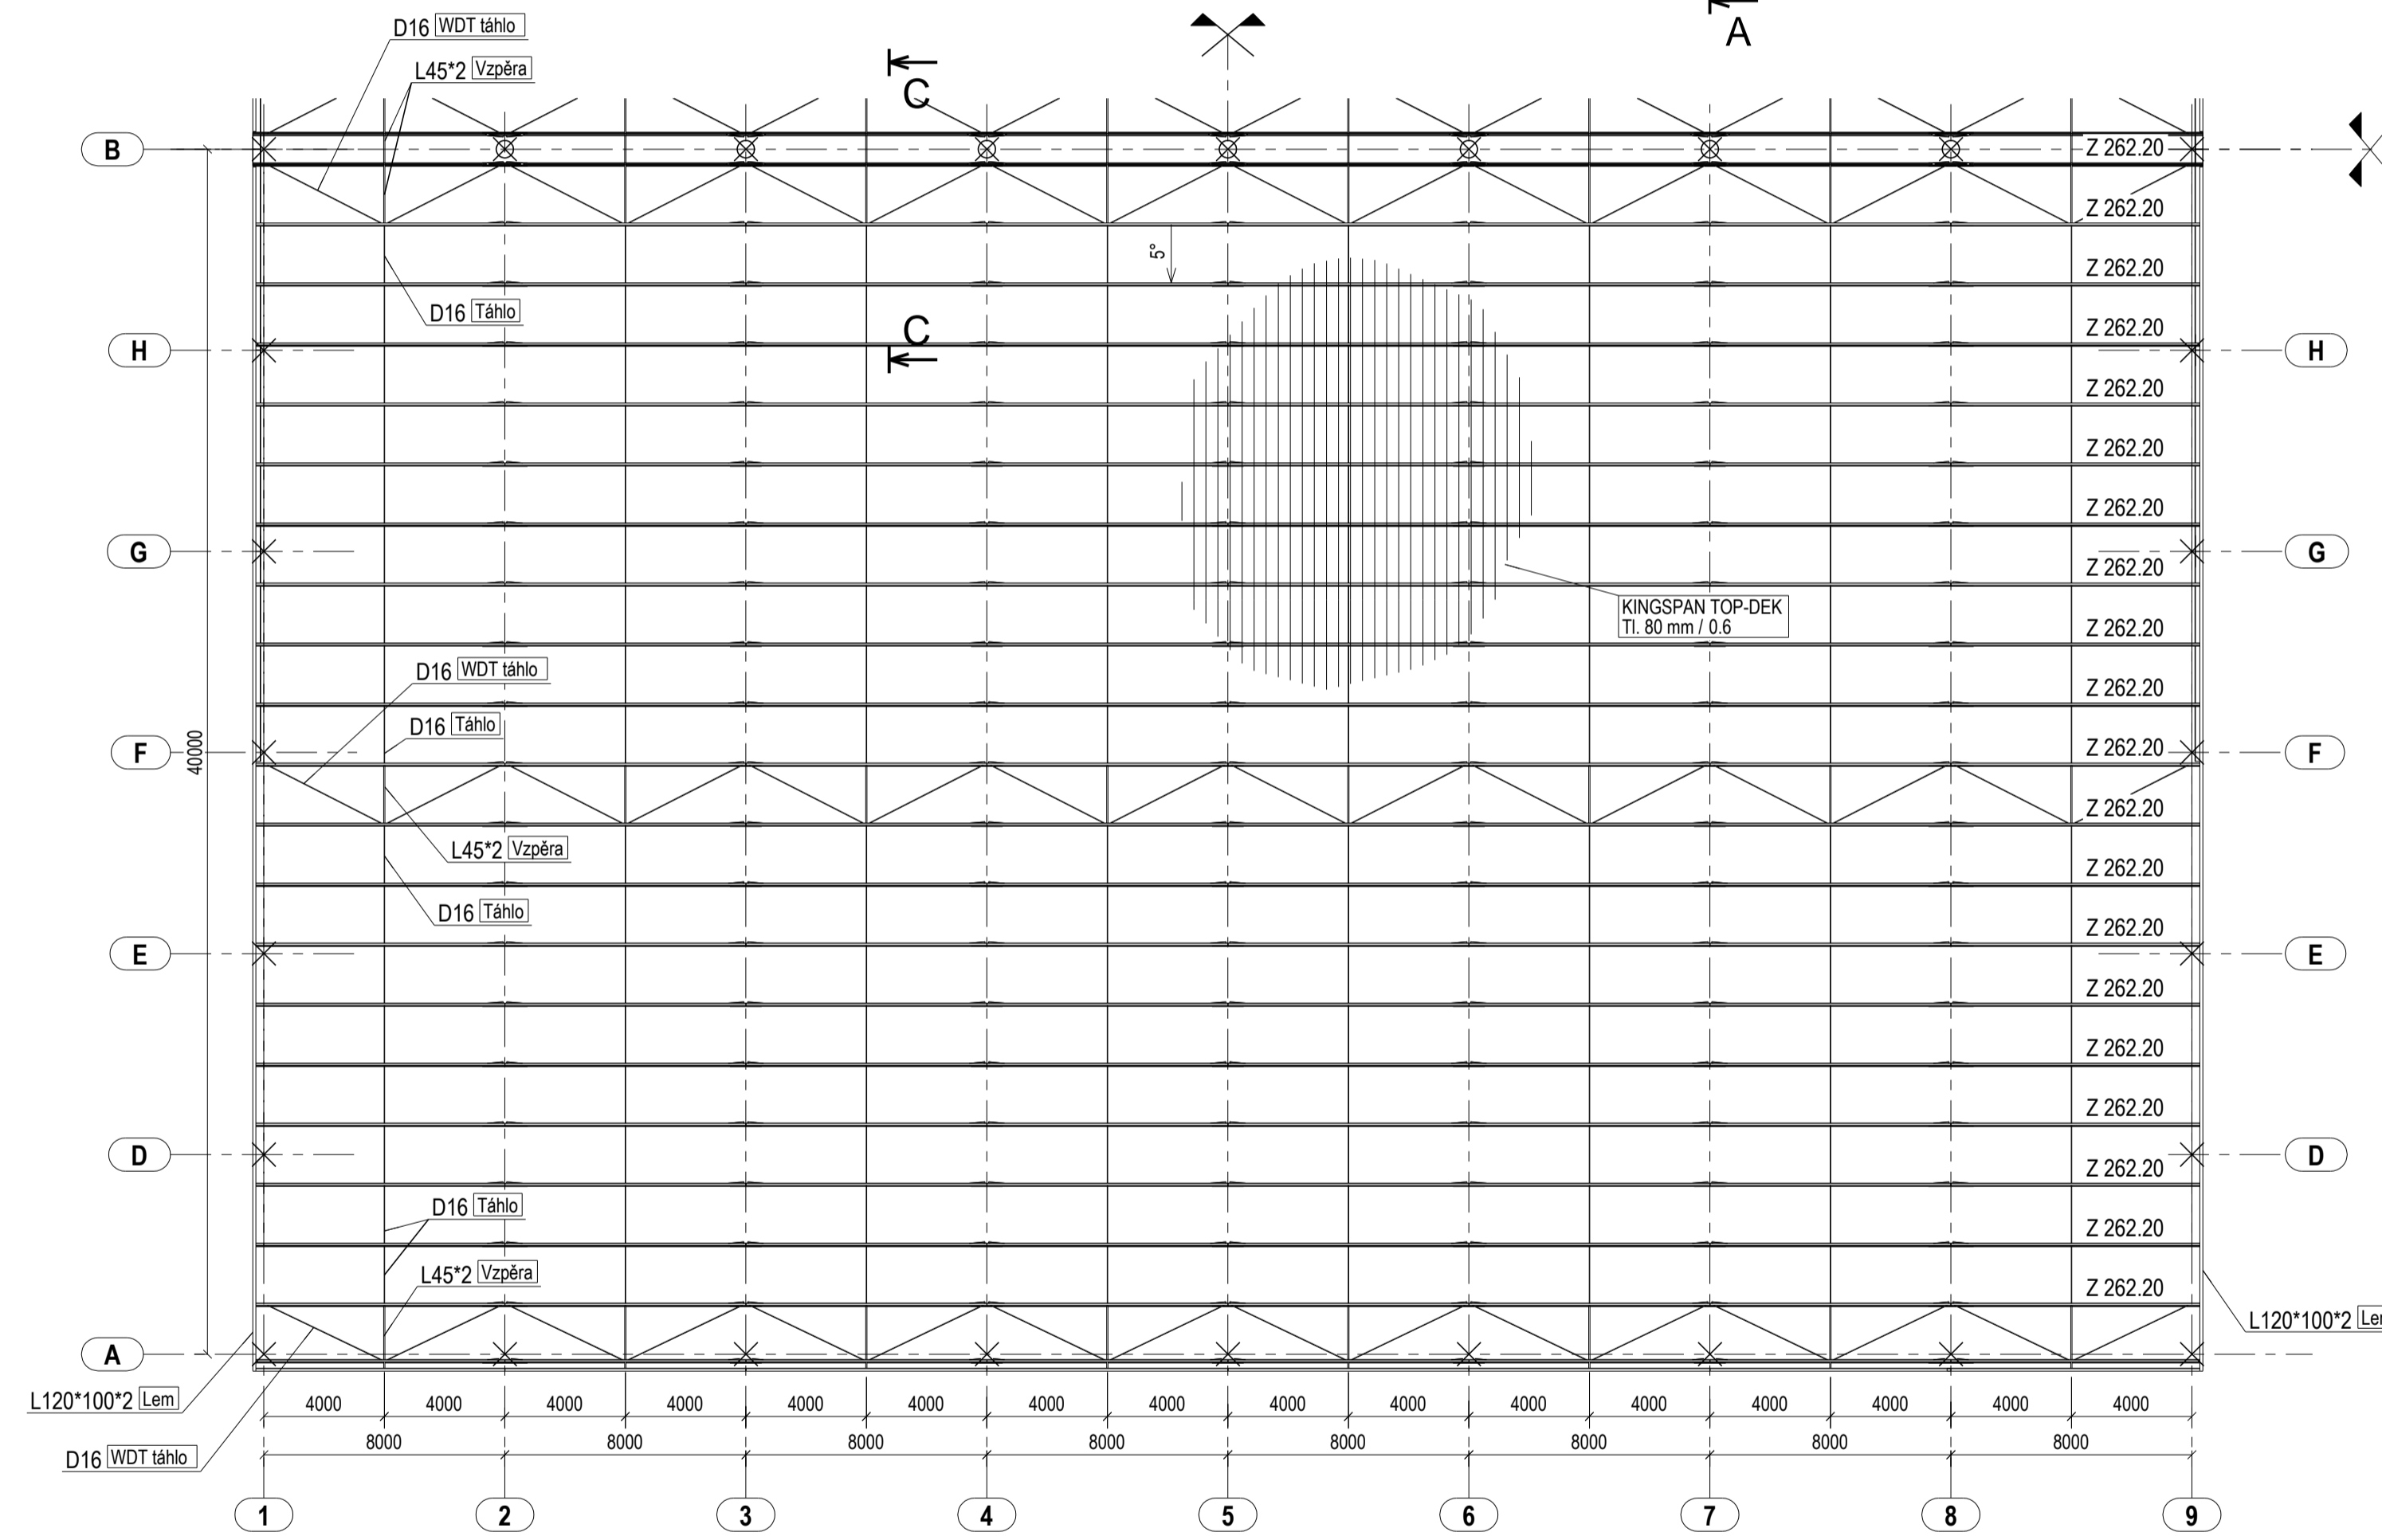 D16 WDT táhlo
A
L45*2 Vzpěra
C
B
Z 262.20
Z 262.20
5°
Z 262.20
D16 Táhlo
C
Z 262.20
H
H
Z 262.20
Z 262.20
Z 262.20
G
G
Z 262.20
KINGSPAN TOP-DEK
Tl. 80 mm / 0.6
Z 262.20
D16 WDT táhlo
Z 262.20
D16 Táhlo
F
40000
Z 262.20
F
Z 262.20
L45*2 Vzpěra
Z 262.20
D16 Táhlo
Z 262.20
E
E
Z 262.20
Z 262.20
Z 262.20
D
D
Z 262.20
D16 Táhlo
Z 262.20
L45*2 Vzpěra
Z 262.20
L120*100*2
A
L120*100*2 Lem
4000 4000 4000 4000 4000 4000 4000 4000 4000 4000 4000 4000 4000 4000 4000 4000
8000 8000 8000 8000 8000 8000 8000 8000
D16 WDT táhlo
1 2 3 4 5 6 7 8 9